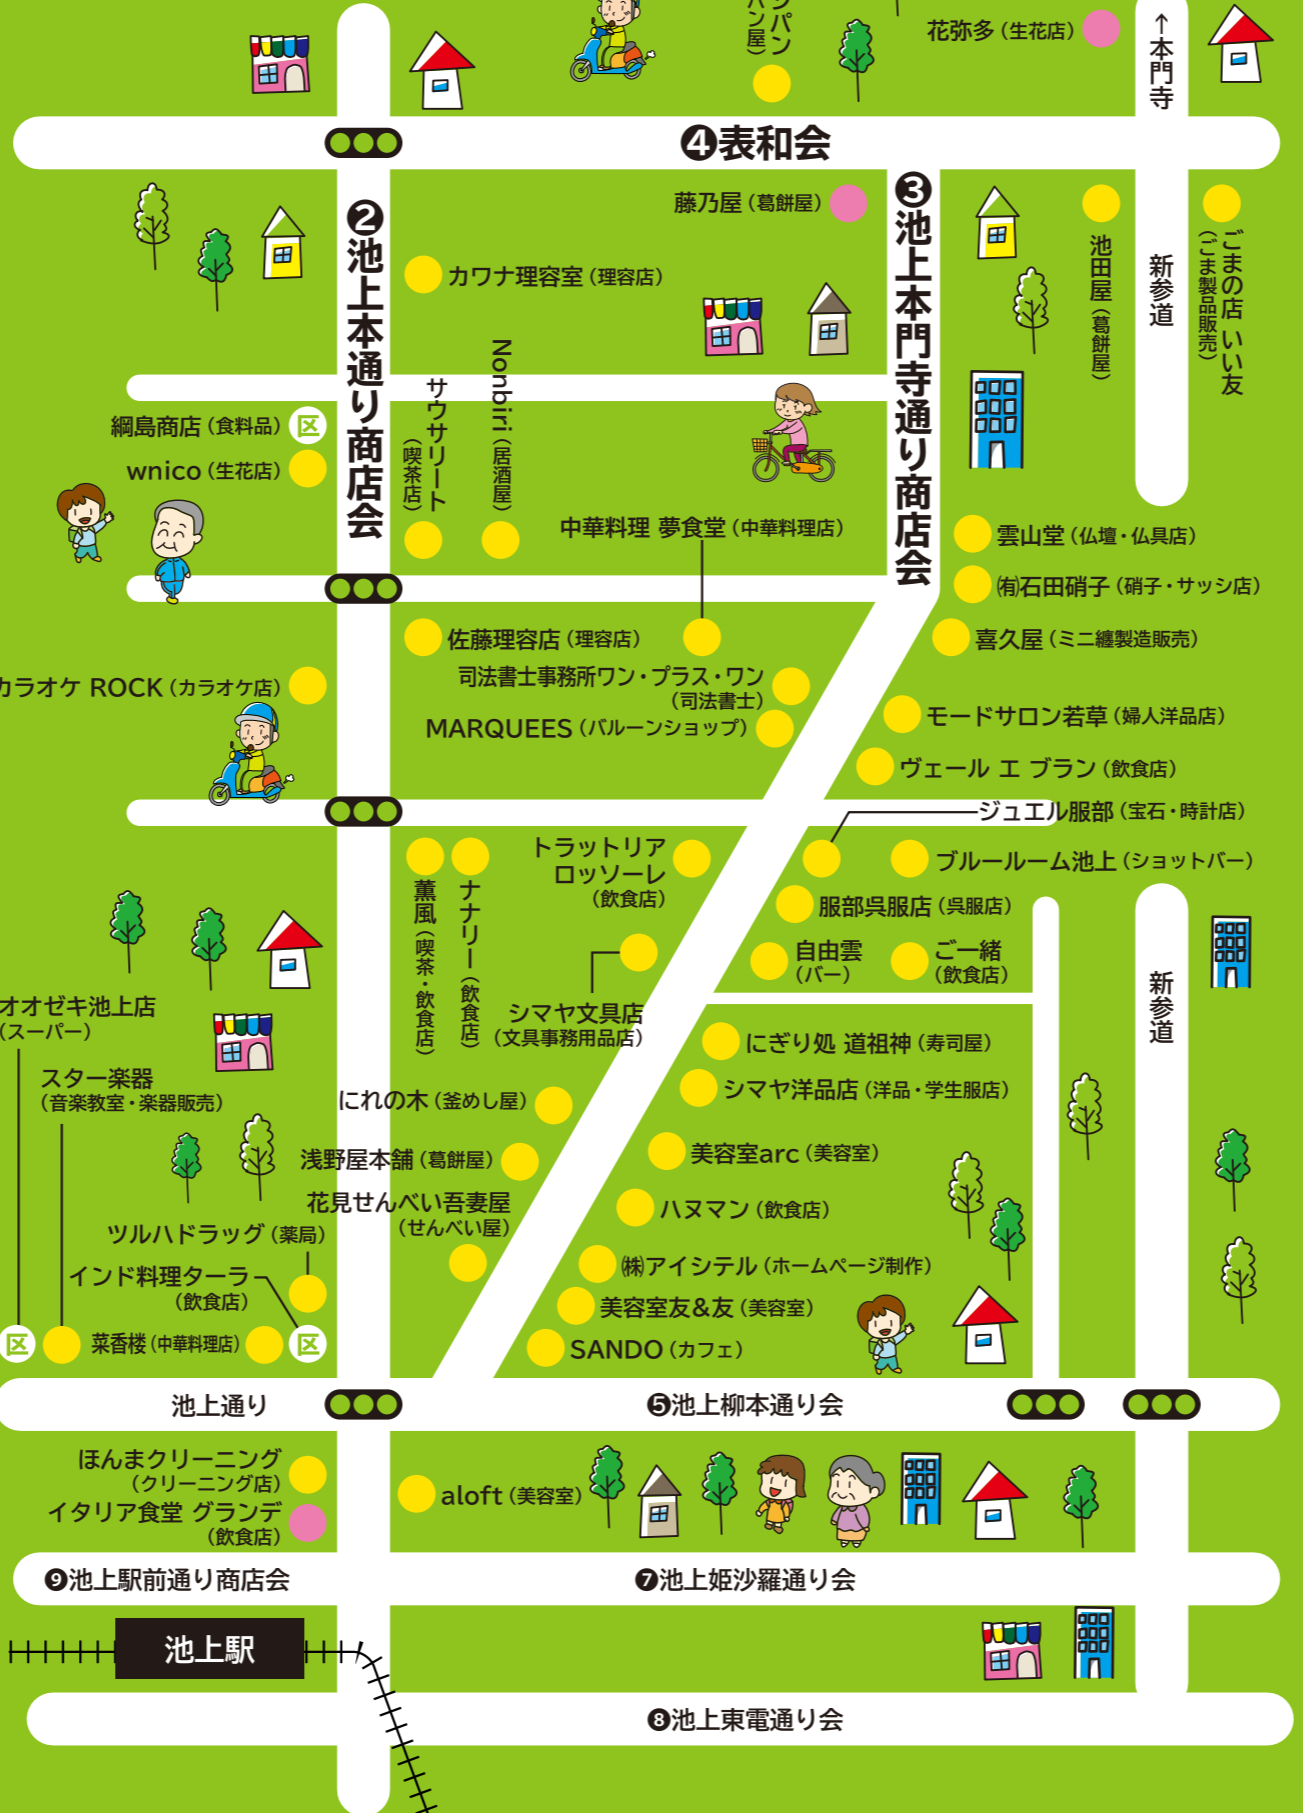 花弥多（生花店）
↑本門寺
❹表和会
❷池上本通り商店会
❸池上本門寺通り商店会
藤乃屋（葛餅屋）
池田屋（葛餅屋）
新参道
ごまの店 いい友
（ごま製品販売）
カワナ理容室（理容店）
Nonbiri（居酒屋）
サウサリート
（喫茶店）
綱島商店（食料品）
区
wnico（生花店）
中華料理 夢食堂（中華料理店）
雲山堂（仏壇・仏具店）
㈲石田硝子（硝子・サッシ店）
佐藤理容店（理容店）
喜久屋（ミニ纏製造販売）
司法書士事務所ワン・プラス・ワン
（司法書士）
カラオケ ROCK（カラオケ店）
MARQUEES（バルーンショップ）
モードサロン若草（婦人洋品店）
ヴェール エ ブラン（飲食店）
ジュエル服部（宝石・時計店）
トラットリア
ロッソーレ
（飲食店）
ブルールーム池上（ショットバー）
薫風（喫茶・飲食店）
ナナリー（飲食店）
服部呉服店（呉服店）
自由雲
（バー）
ご一緒
（飲食店）
シマヤ文具店
（文具事務用品店）
新参道
オオゼキ池上店
（スーパー）
にぎり処 道祖神（寿司屋）
スター楽器
（音楽教室・楽器販売）
シマヤ洋品店（洋品・学生服店）
にれの木（釜めし屋）
浅野屋本舗（葛餅屋）
美容室arc（美容室）
花見せんべい吾妻屋
（せんべい屋）
ハヌマン（飲食店）
ツルハドラッグ（薬局）
㈱アイシテル（ホームページ制作）
インド料理ターラ
（飲食店）
美容室友&友（美容室）
区
菜香楼（中華料理店）
区
SANDO（カフェ）
池上通り
❺池上柳本通り会
ほんまクリーニング
（クリーニング店）
aloft（美容室）
イタリア食堂 グランデ
（飲食店）
❾池上駅前通り商店会
❼池上姫沙羅通り会
池上駅
❽池上東電通り会